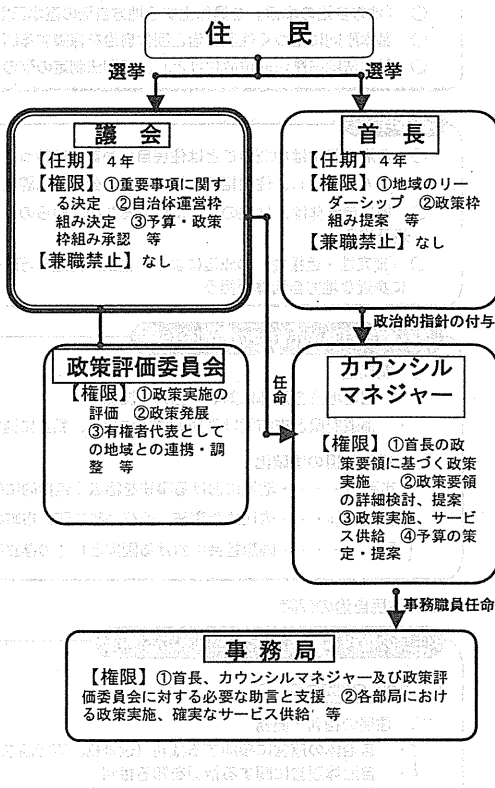 住民
選挙
選挙
議会
【任期】4年
【権限】①重要事項に関す
る決定 ②自治体運営枠
組み決定 ③予算・政策
枠組み承認 等
【兼職禁止】なし
首長
【任期】4年
【権限】①地域のリー
ダーシップ ②政策枠
組み提案 等
【兼職禁止】なし
政治的指針の付与
任命
政策評価委員会
【権限】①政策実施の
評価 ②政策発展
③有権者代表として
の地域との連携・調
整 等
カウンシル
マネジャー
【権限】①首長の政
策要領に基づく政策
実施 ②政策要領
の詳細検討、提案
③政策実施、サービ
ス供給 ④予算の策
定・提案
事務職員任命
事務局
【権限】①首長、カウンシルマネジャー及び政策評
価委員会に対する必要な助言と支援 ②各部局におけ
る政策実施、確実なサービス供給 等